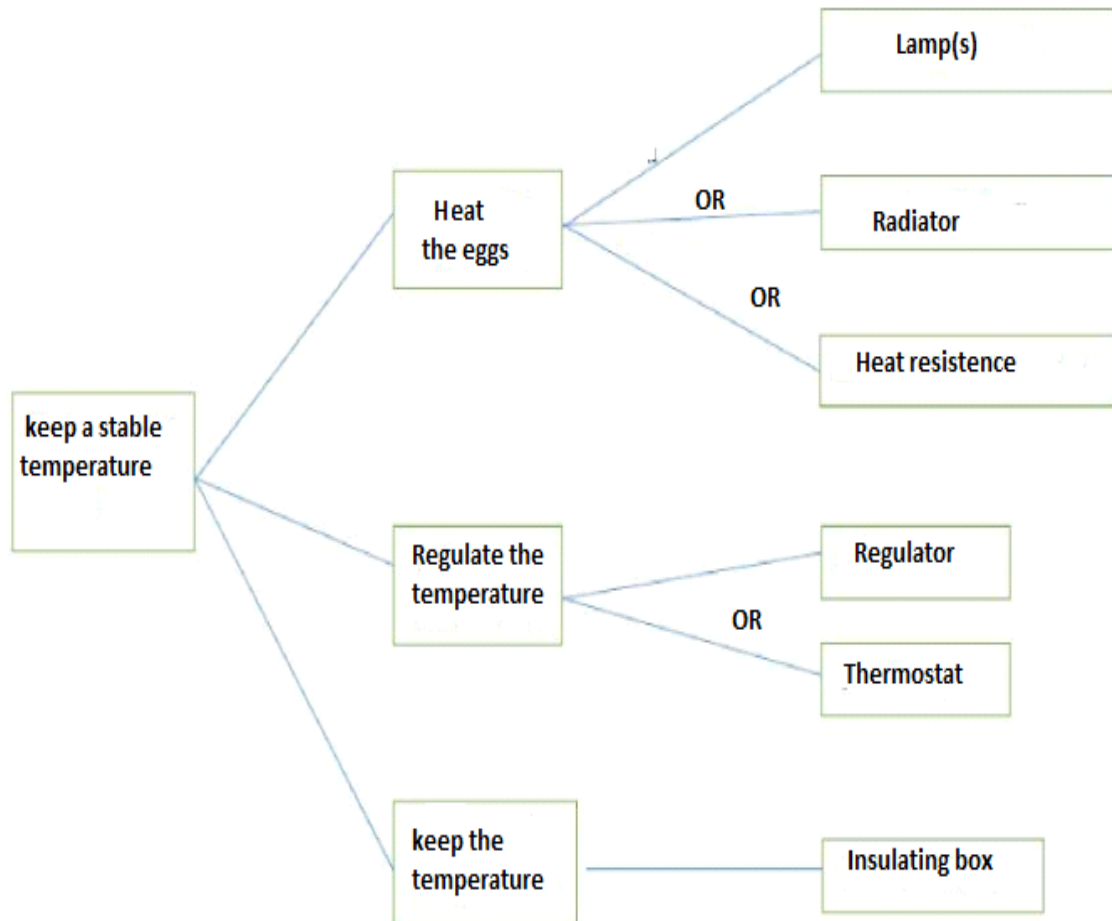 Lamp(s)
Heat
the eggs
OR
Radiator
OR
Heat resistence
keep a stable
temperature
Regulate the
temperature
Regulator
OR
Thermostat
keep the
temperature
Insulating box